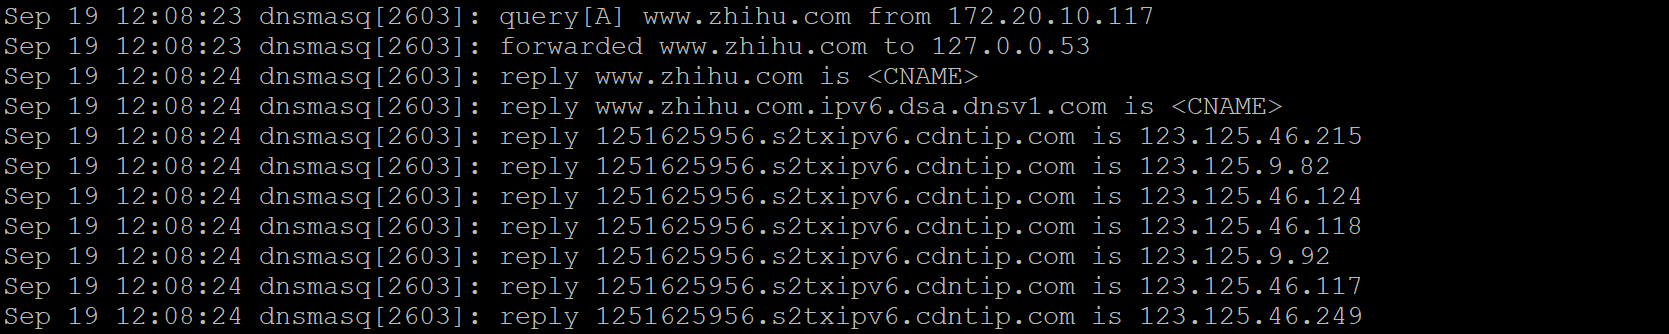 Sep 19 12:08:23 dnsmasq[2603]: query[A] www.zhihu.com from 172.20.10.117
Sep 19 12:08:23 dnsmasq[2603]: forwarded www.zhihu.com to 127.0.0.53
Sep 19 12:08:24 dnsmasq[2603]: reply www.zhihu.com is <CNAME>
Sep 19 12:08:24 dnsmasq[2603]: reply www.zhihu.com.ipv6.dsa.dnsv1.com is <CNAME>
Sep 19 12:08:24 dnsmasq[2603]: reply 1251625956.s2txipv6.cdntip.com is 123.125.46.215
Sep 19 12:08:24 dnsmasq[2603]: reply 1251625956.s2txipv6.cdntip.com is 123.125.9.82
Sep 19 12:08:24 dnsmasq[2603]: reply 1251625956.s2txipv6.cdntip.com is 123.125.46.124
Sep 19 12:08:24 dnsmasq[2603]: reply 1251625956.s2txipv6.cdntip.com is 123.125.46.118
Sep 19 12:08:24 dnsmasq[2603]: reply 1251625956.s2txipv6.cdntip.com is 123.125.9.92
Sep 19 12:08:24 dnsmasq[2603]: reply 1251625956.s2txipv6.cdntip.com is 123.125.46.117
Sep 19 12:08:24 dnsmasq[2603]: reply 1251625956.s2txipv6.cdntip.com is 123.125.46.249